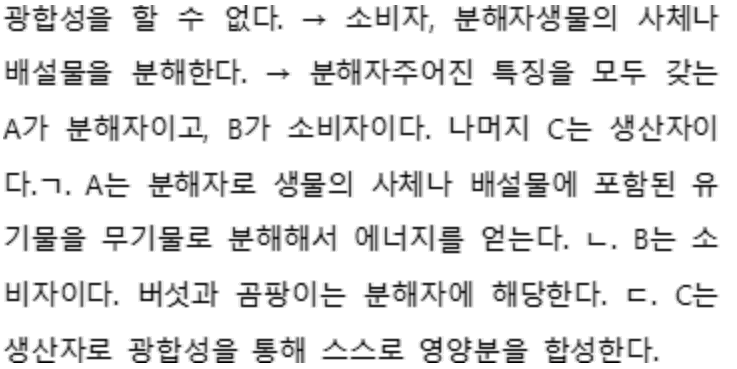 광합성을 할 수 없다. → 소비자, 분해자생물의 사체나
배설물을 분해한다. → 분해자주어진 특징을 모두 갖는
A가 분해자이고, B가 소비자이다. 나머지 C는 생산자이
다.ㄱ. A는 분해자로 생물의 사체나 배설물에 포함된 유
기물을 무기물로 분해해서 에너지를 얻는다. ㄴ. B는 소
비자이다. 버섯과 곰팡이는 분해자에 해당한다. ㄷ. C는
생산자로 광합성을 통해 스스로 영양분을 합성한다.